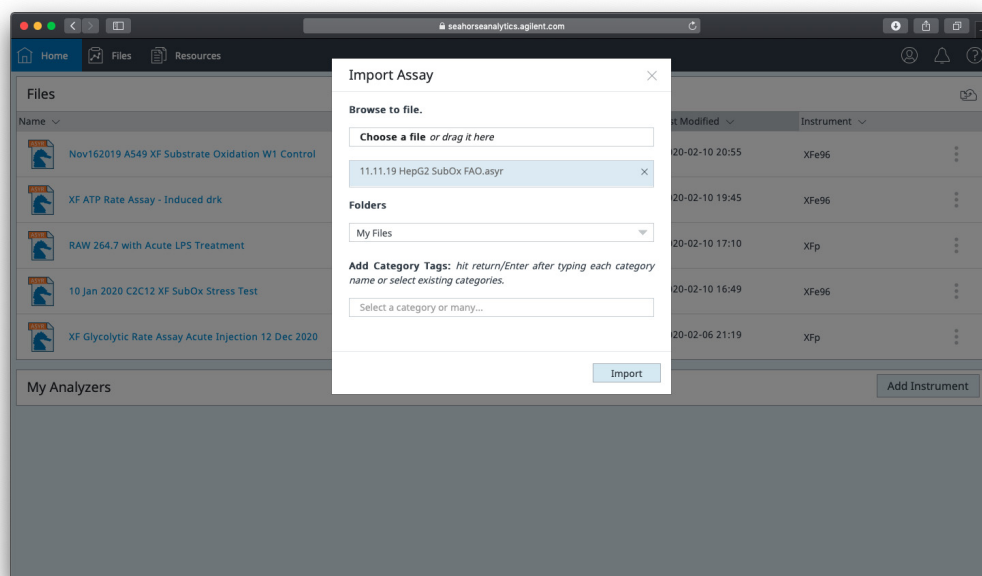 seahorseanalytics.agilent.com
Home
Files
Resources
Files
Name
st Modified
Instrument
Nov162019 A549 XF Substrate Oxidation W1 Control
20-02-10 20:55
XFe96
XF ATP Rate Assay - Induced drk
20-02-10 19:45
XFe96
RAW 264.7 with Acute LPS Treatment
20-02-10 17:10
XFp
10 Jan 2020 C2C12 XF SubOx Stress Test
20-02-10 16:49
XFe96
XF Glycolytic Rate Assay Acute Injection 12 Dec 2020
20-02-06 21:19
XFp
My Analyzers
Add Instrument
Import Assay
Browse to file.
Choose a file or drag it here
11.11.19 HepG2 SubOx FAO.asyr
Folders
My Files
Add Category Tags: hit return/Enter after typing each category
name or select existing categories.
Select a category or many...
Import